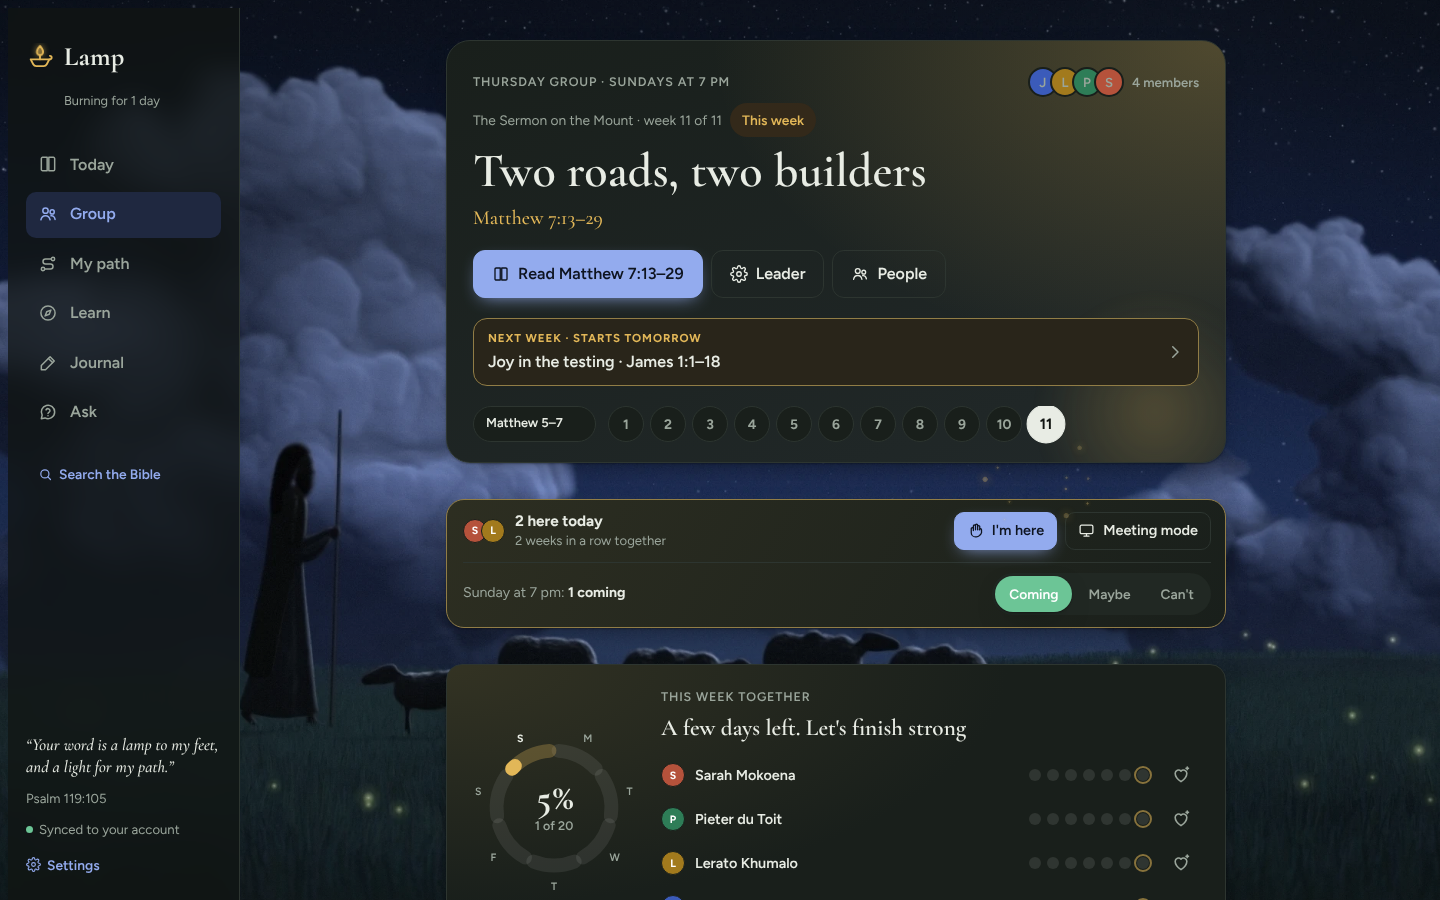 Lamp
Burning for 1 day
Today
Group
My path
Learn
Journal
Ask
Search the Bible
“Your word is a lamp to my feet,
and a light for my path.”
Psalm 119:105
Synced to your account
Settings
THURSDAY GROUP · SUNDAYS AT 7 PM
J L P S 4 members
The Sermon on the Mount · week 11 of 11 This week
Two roads, two builders
Matthew 7:13–29
Read Matthew 7:13–29 Leader People
NEXT WEEK · STARTS TOMORROW
Joy in the testing · James 1:1–18
Matthew 5–7 1 2 3 4 5 6 7 8 9 10 11
S L 2 here today
2 weeks in a row together
I'm here Meeting mode
Sunday at 7 pm: 1 coming Coming Maybe Can't
THIS WEEK TOGETHER
A few days left. Let's finish strong
S M T W T F S
5%
1 of 20
S Sarah Mokoena
P Pieter du Toit
L Lerato Khumalo